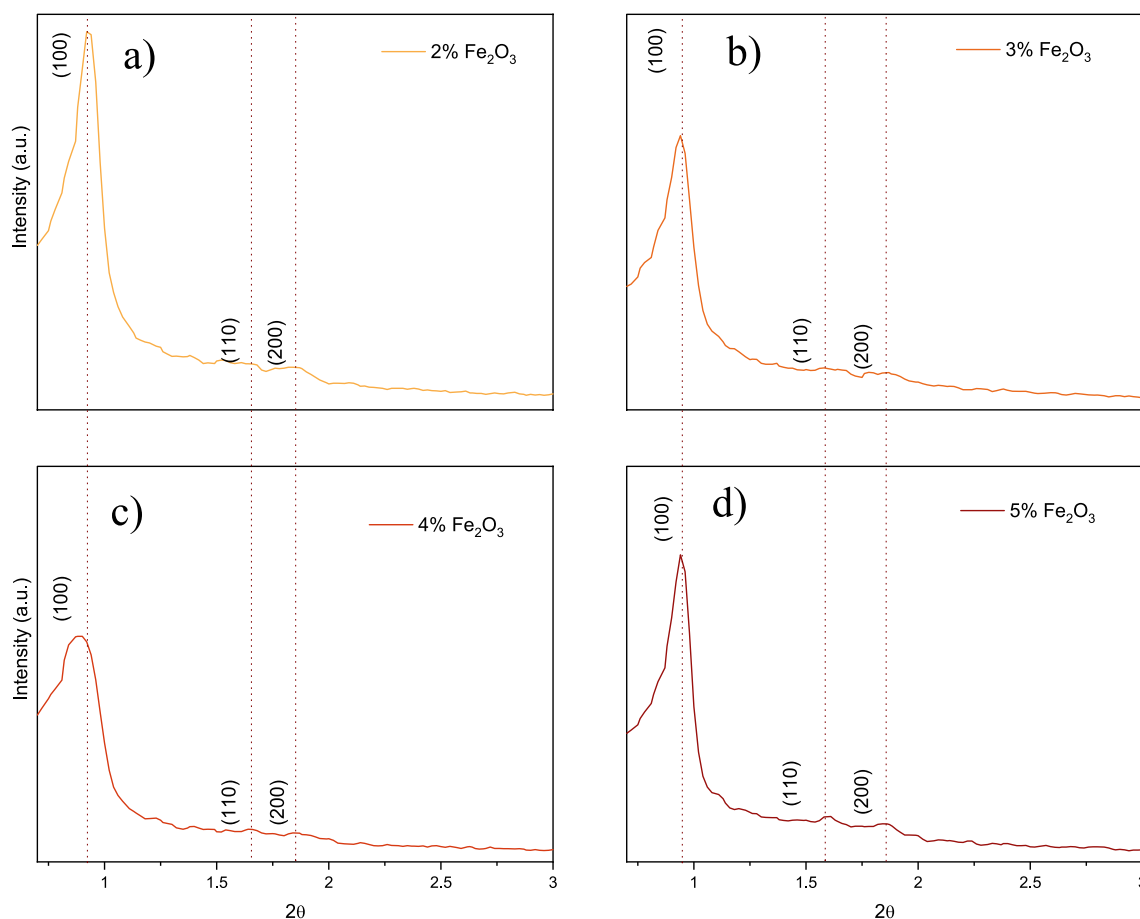 a)
2% Fe₂O₃
(100)
(110)
(200)
Intensity (a.u.)
b)
3% Fe₂O₃
(100)
(110)
(200)
c)
4% Fe₂O₃
(100)
(110)
(200)
Intensity (a.u.)
1 1.5 2 2.5 3
2θ
d)
5% Fe₂O₃
(100)
(110)
(200)
1 1.5 2 2.5 3
2θ